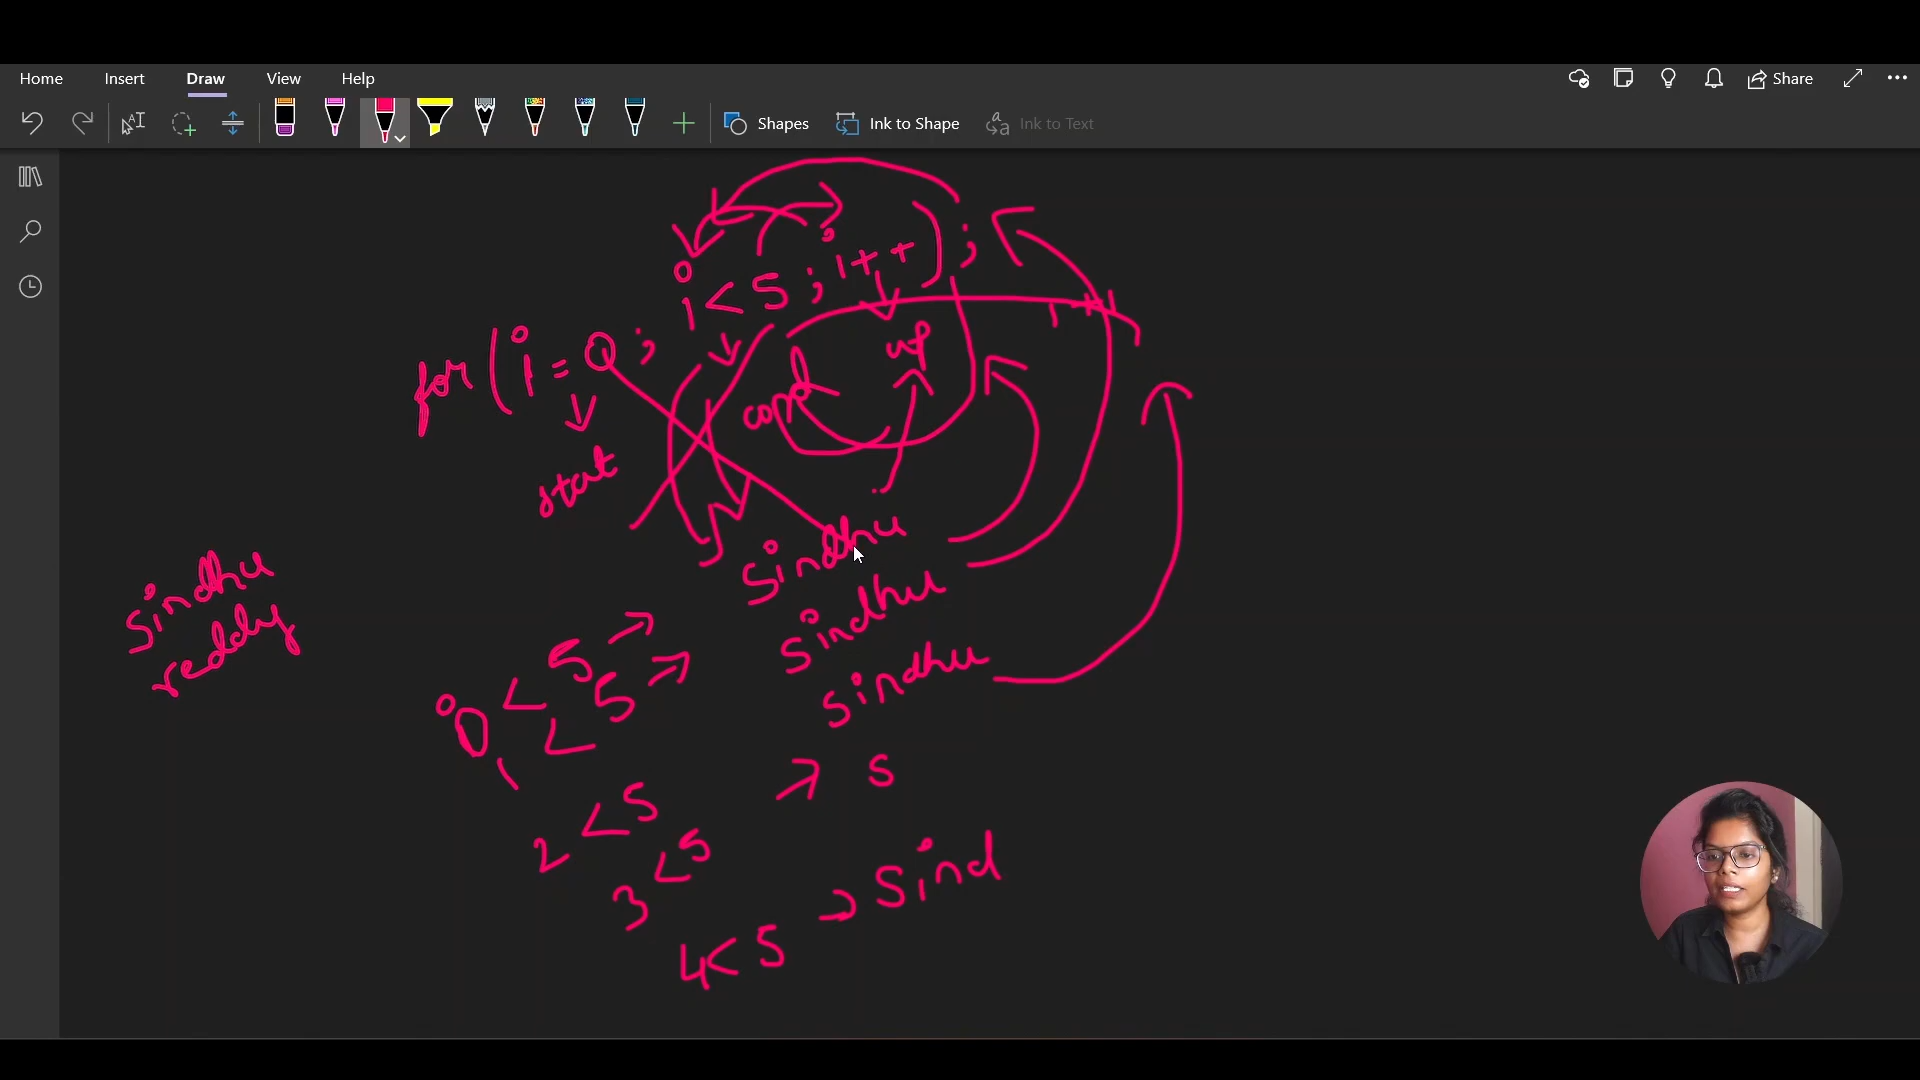 Home Insert Draw View Help
Share
Shapes Ink to Shape Ink to Text
for (i = 0; i < 5; i++);
stat cond up
Sindhu
reddy
Sindhu
0 < 5 → Sindhu
1 < 5 → Sindhu
2 < 5 → S
3 < 5
4 < 5 → Sind